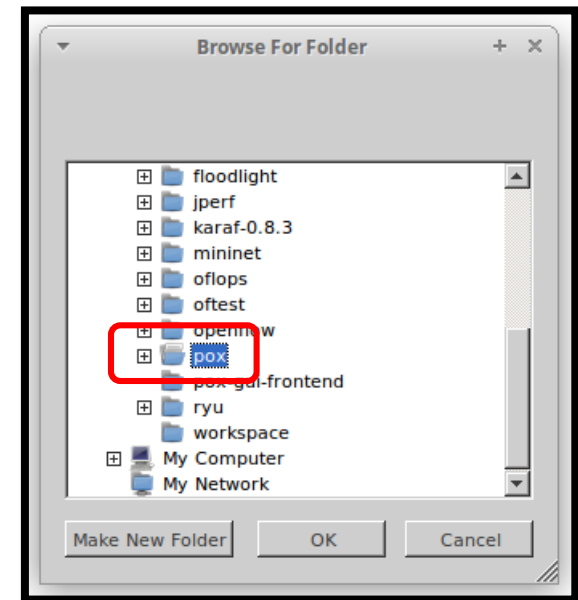 Browse For Folder
floodlight
jperf
karaf-0.8.3
mininet
oflops
oftest
openflow
pox
pox-gui-frontend
ryu
workspace
My Computer
My Network
Make New Folder OK Cancel